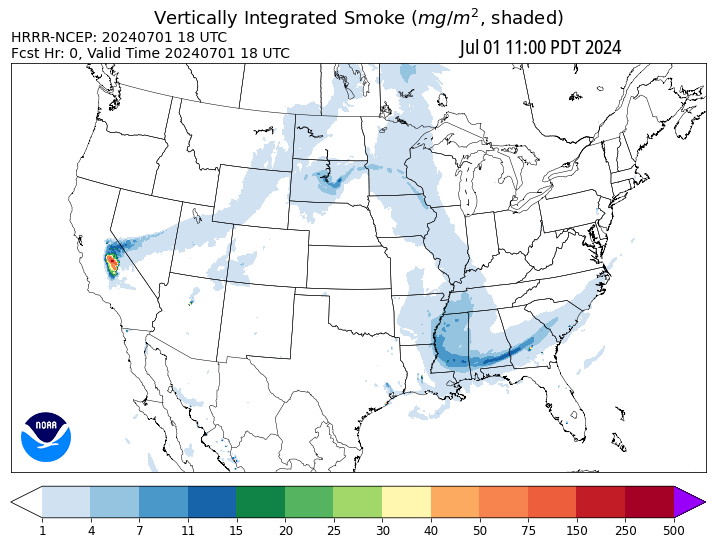 Vertically Integrated Smoke (mg/m², shaded)
HRRR-NCEP: 20240701 18 UTC
Fcst Hr: 0, Valid Time 20240701 18 UTC
Jul 01 11:00 PDT 2024
NOAA
1 4 7 11 15 20 25 30 40 50 75 150 250 500